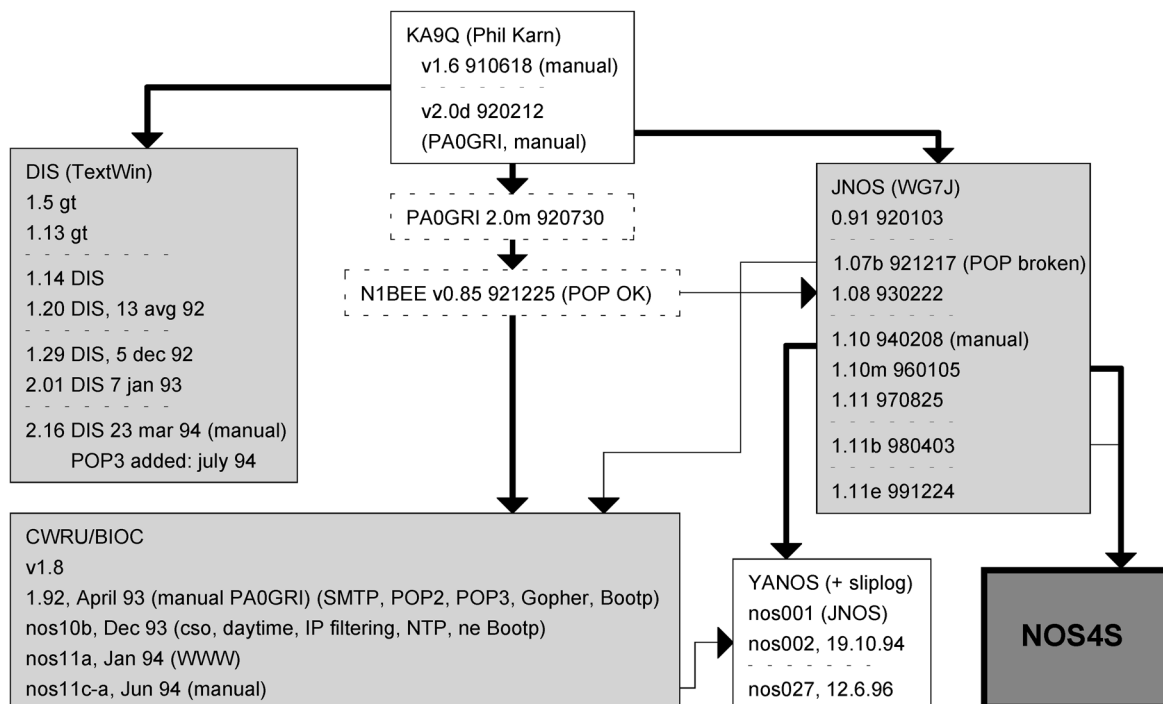 KA9Q (Phil Karn)
v1.6 910618 (manual)
v2.0d 920212
(PA0GRI, manual)
DIS (TextWin)
1.5 gt
1.13 gt
1.14 DIS
1.20 DIS, 13 avg 92
1.29 DIS, 5 dec 92
2.01 DIS 7 jan 93
2.16 DIS 23 mar 94 (manual)
POP3 added: july 94
PA0GRI 2.0m 920730
N1BEE v0.85 921225 (POP OK)
JNOS (WG7J)
0.91 920103
1.07b 921217 (POP broken)
1.08 930222
1.10 940208 (manual)
1.10m 960105
1.11 970825
1.11b 980403
1.11e 991224
CWRU/BIOC
v1.8
1.92, April 93 (manual PA0GRI) (SMTP, POP2, POP3, Gopher, Bootp)
nos10b, Dec 93 (cso, daytime, IP filtering, NTP, ne Bootp)
nos11a, Jan 94 (WWW)
nos11c-a, Jun 94 (manual)
YANOS (+ sliplog)
nos001 (JNOS)
nos002, 19.10.94
nos027, 12.6.96
NOS4S